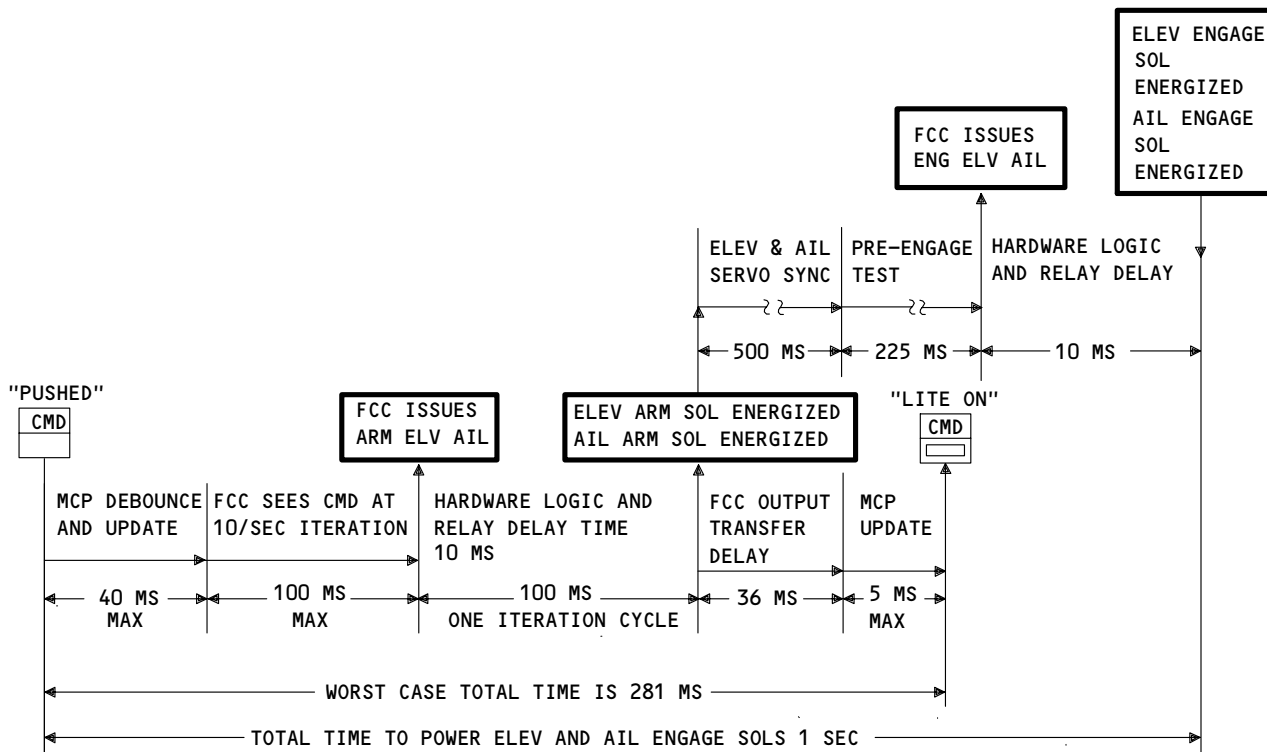 ELEV ENGAGE
SOL
ENERGIZED
AIL ENGAGE
SOL
ENERGIZED
FCC ISSUES
ENG ELV AIL
ELEV & AIL
SERVO SYNC
PRE-ENGAGE
TEST
HARDWARE LOGIC
AND RELAY DELAY
500 MS
225 MS
10 MS
"PUSHED"
CMD
FCC ISSUES
ARM ELV AIL
ELEV ARM SOL ENERGIZED
AIL ARM SOL ENERGIZED
"LITE ON"
CMD
MCP DEBOUNCE
AND UPDATE
FCC SEES CMD AT
10/SEC ITERATION
HARDWARE LOGIC AND
RELAY DELAY TIME
10 MS
FCC OUTPUT
TRANSFER
DELAY
MCP
UPDATE
40 MS
MAX
100 MS
MAX
100 MS
ONE ITERATION CYCLE
36 MS
5 MS
MAX
WORST CASE TOTAL TIME IS 281 MS
TOTAL TIME TO POWER ELEV AND AIL ENGAGE SOLS 1 SEC